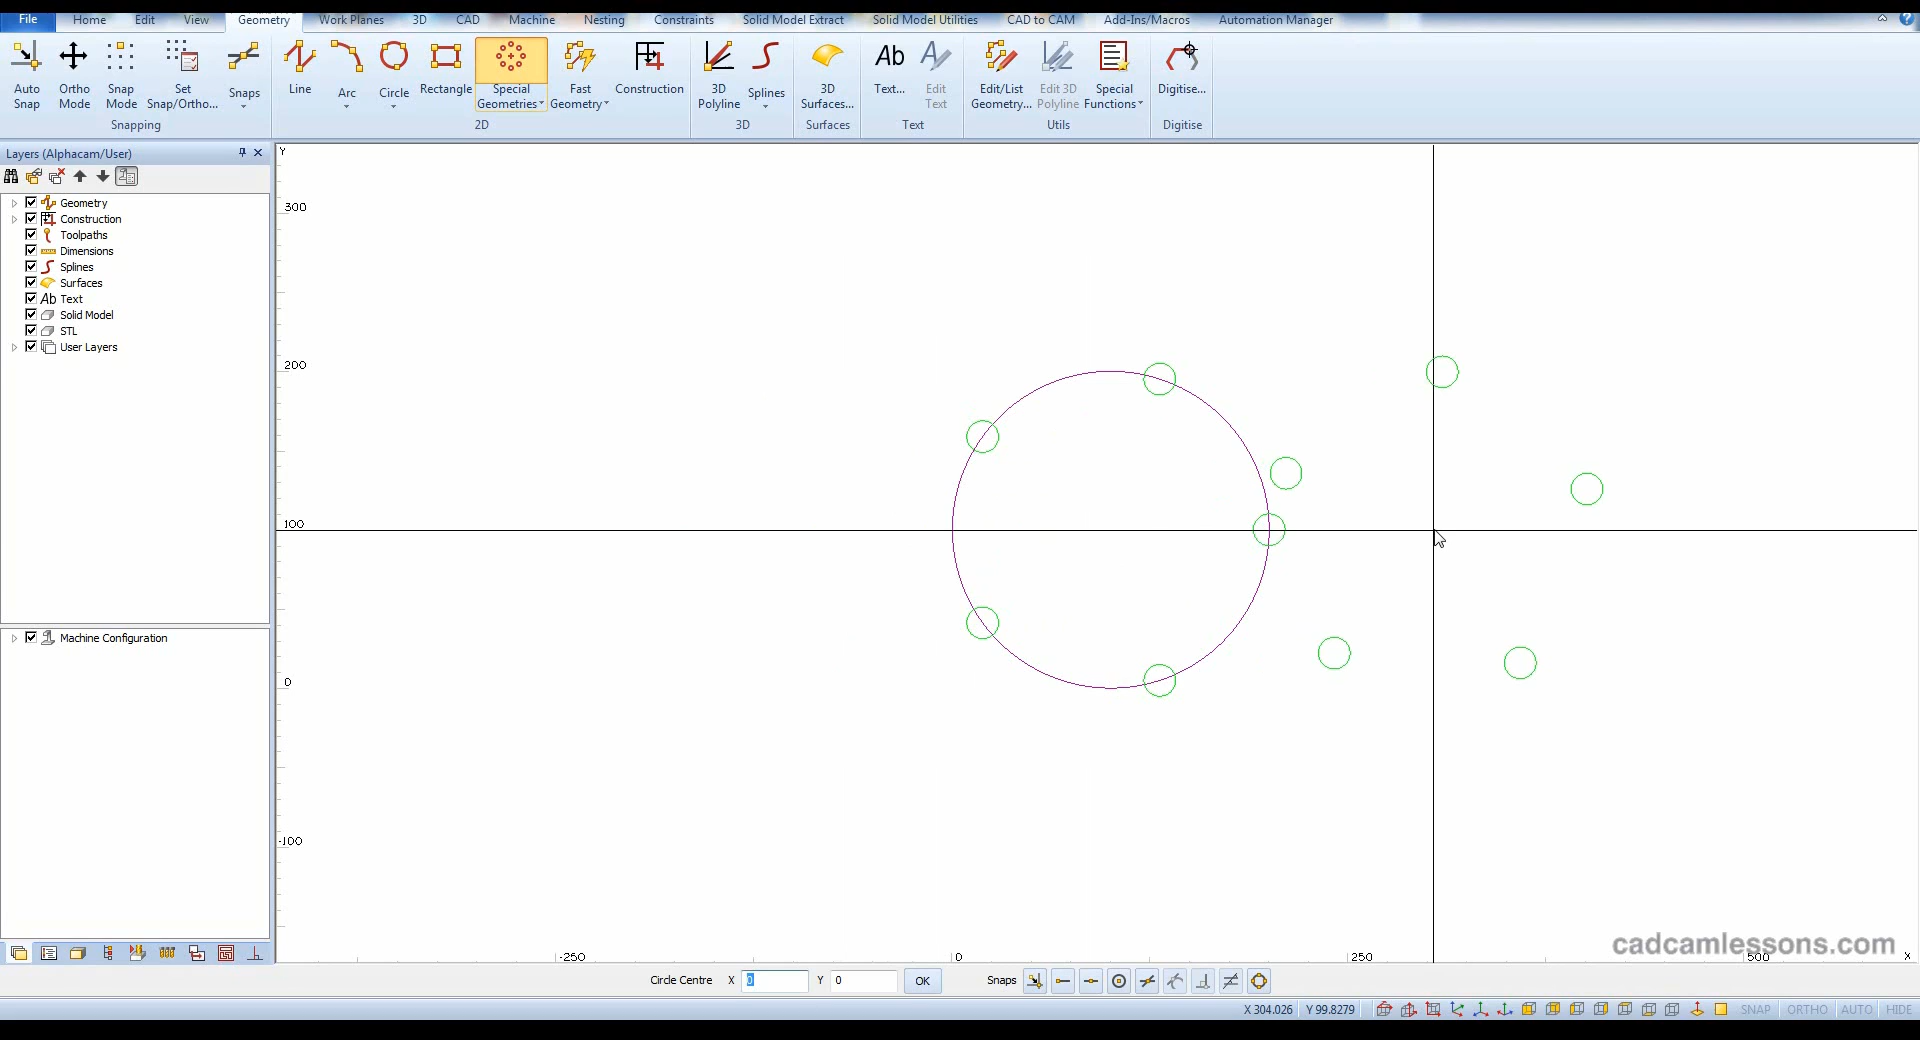 File Home Edit View Geometry Work Planes 3D CAD Machine Nesting Constraints Solid Model Extract Solid Model Utilities CAD to CAM Add-Ins/Macros Automation Manager
Auto Snap
Ortho Mode
Snap Mode
Set Snap/Ortho...
Snaps
Line
Arc
Circle
Rectangle
Special Geometries
Fast Geometry
Construction
3D Polyline
Splines
3D Surfaces...
Ab
Text...
Edit Text
Edit/List Geometry...
Edit 3D Polyline
Special Functions
Digitise...
Snapping 2D 3D Surfaces Text Utils Digitise
Layers (Alphacam/User)
Geometry
Construction
Toolpaths
Dimensions
Splines
Surfaces
Ab Text
Solid Model
STL
User Layers
Machine Configuration
Y
300
200
100
0
-100
-250 0 250 500 X
cadcamlessons.com
Circle Centre X 0 Y 0 OK Snaps
X 304.026 Y 99.8279 SNAP ORTHO AUTO HIDE